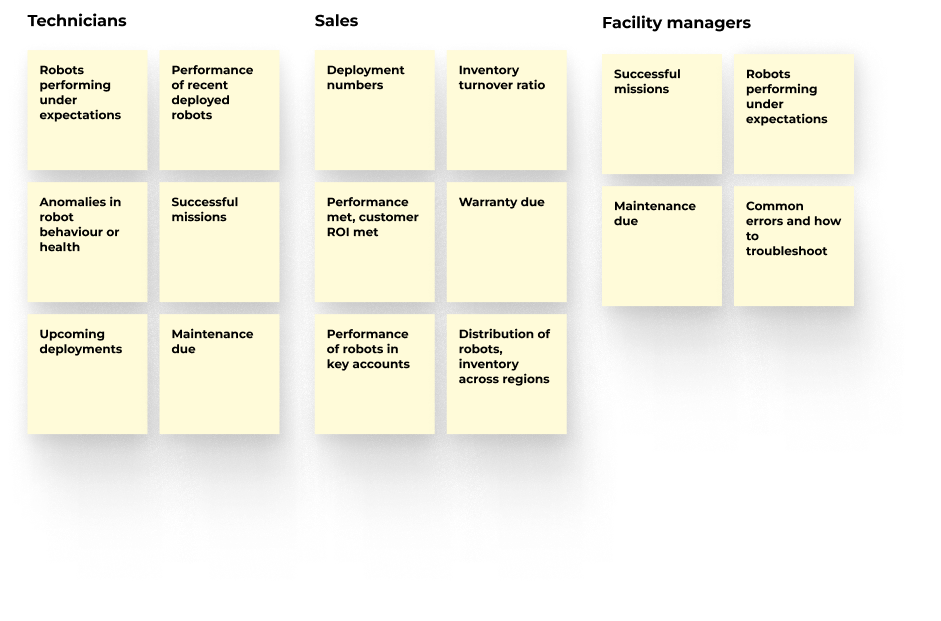 Technicians
Robots
performing
under
expectations
Performance
of recent
deployed
robots
Anomalies in
robot
behaviour or
health
Successful
missions
Upcoming
deployments
Maintenance
due
Sales
Deployment
numbers
Inventory
turnover ratio
Performance
met, customer
ROI met
Warranty due
Performance
of robots in
key accounts
Distribution of
robots,
inventory
across regions
Facility managers
Successful
missions
Robots
performing
under
expectations
Maintenance
due
Common
errors and how
to
troubleshoot